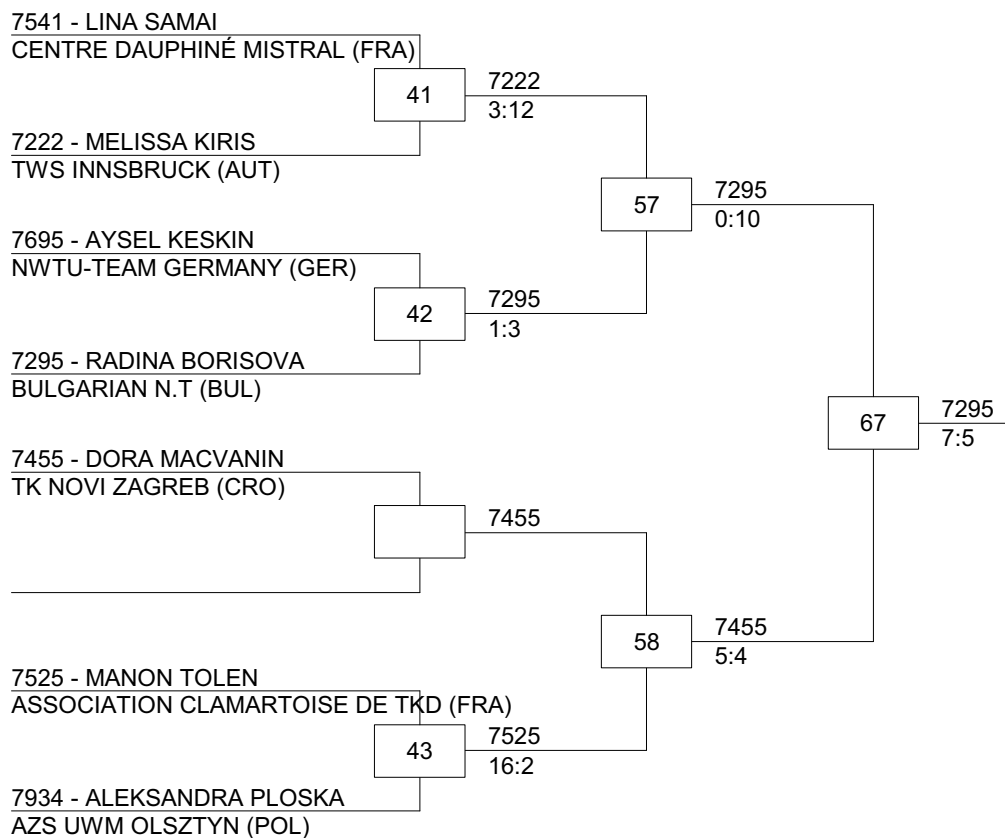 7541 - LINA SAMAI
CENTRE DAUPHINÉ MISTRAL (FRA)
41
7222
3:12
7222 - MELISSA KIRIS
TWS INNSBRUCK (AUT)
57
7295
0:10
7695 - AYSEL KESKIN
NWTU-TEAM GERMANY (GER)
42
7295
1:3
7295 - RADINA BORISOVA
BULGARIAN N.T (BUL)
67
7295
7:5
7455 - DORA MACVANIN
TK NOVI ZAGREB (CRO)
7455
58
7455
5:4
7525 - MANON TOLEN
ASSOCIATION CLAMARTOISE DE TKD (FRA)
43
7525
16:2
7934 - ALEKSANDRA PLOSKA
AZS UWM OLSZTYN (POL)